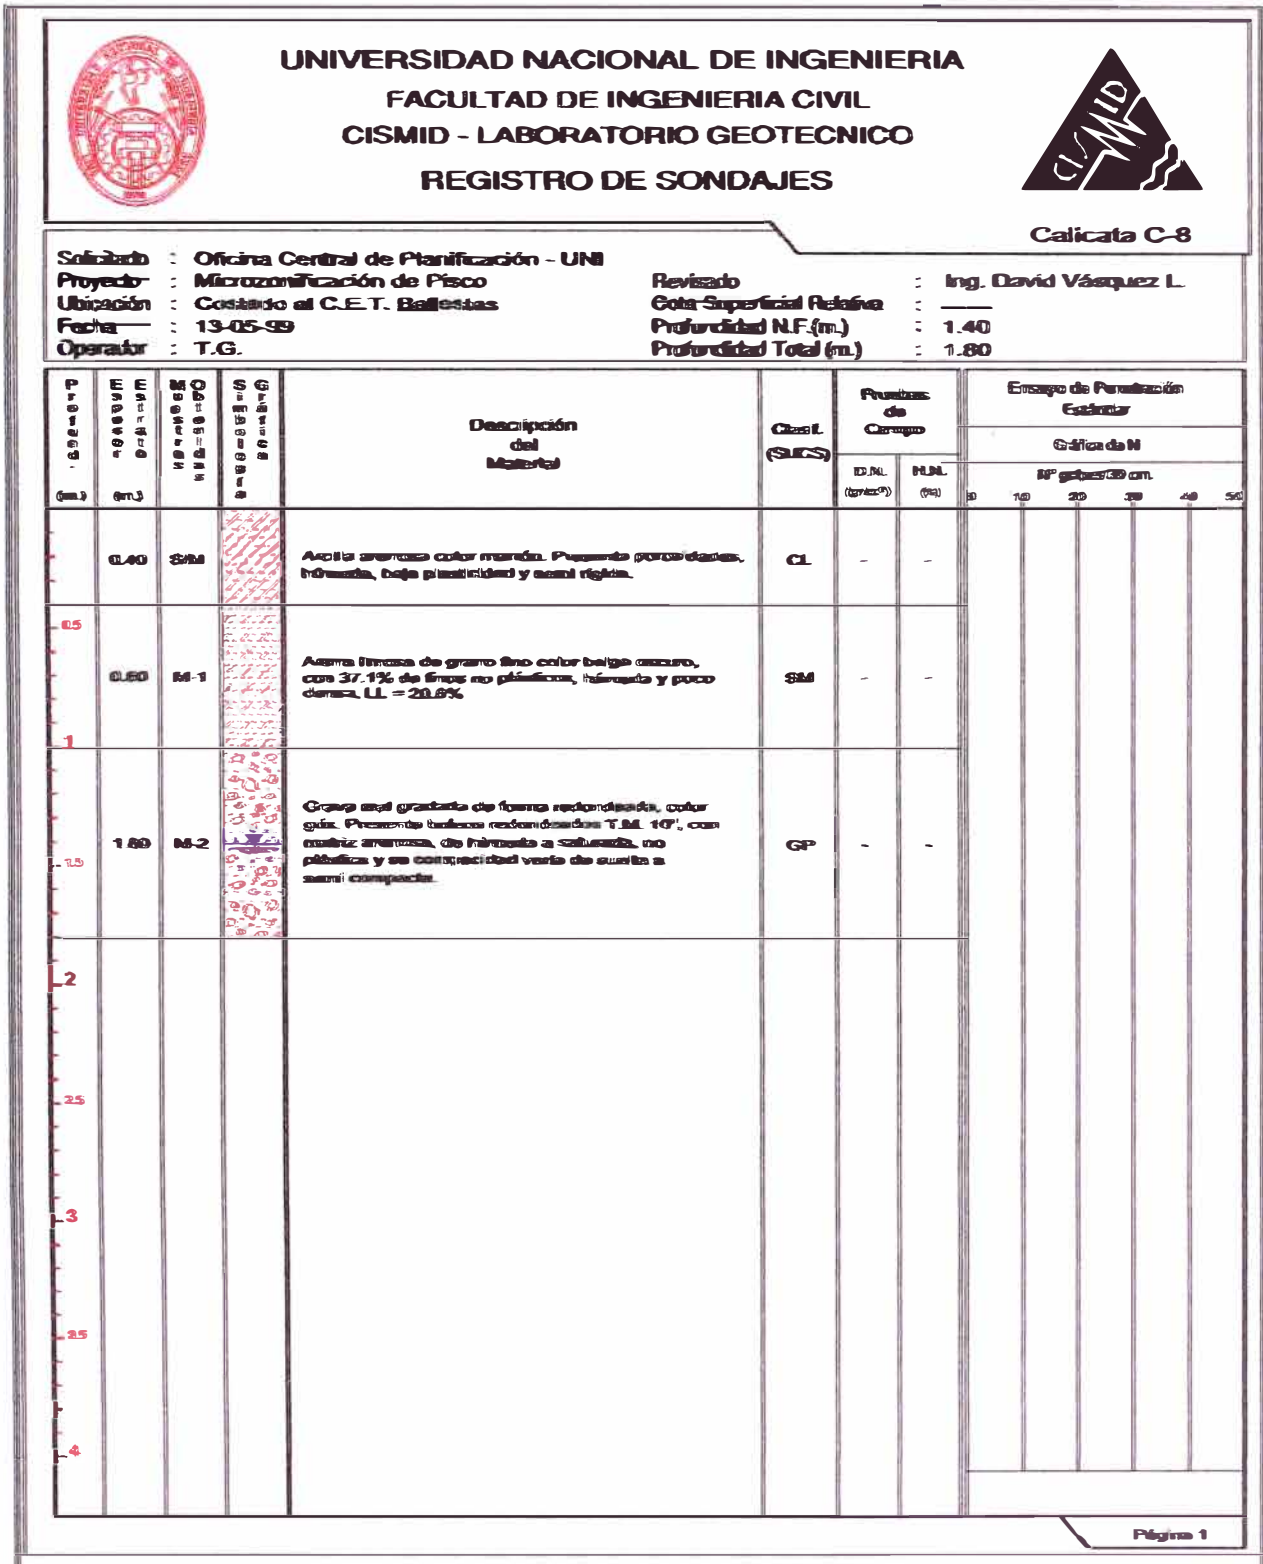 UNIVERSIDAD NACIONAL DE INGENIERIA
FACULTAD DE INGENIERIA CIVIL
CISMID - LABORATORIO GEOTECNICO
REGISTRO DE SONDAJES
CISMID
Calicata C-8
Solicitado : Oficina Central de Planificación - UNI
Proyecto : Microzonificación de Pisco
Ubicación : Costado al C.E.T. Ballestas
Fecha : 13-05-99
Operador : T.G.
Revisado : Ing. David Vásquez L.
Cota Superficial Relativa :
Profundidad N.F.(m.) : 1.40
Profundidad Total (m.) : 1.80
Profund. (m.)
Espesor Estrato (m.)
Muestras Obtenidas
Simbología Gráfica
Descripción
del
Material
Clasif.
(SUCS)
Pruebas
de
Campo
D.N.
H.N.
Ensayo de Penetración
Estándar
Gráfica de N
N° golpes/30 cm.
0 10 20 30 40 50
0.40 S/M Arcilla arenosa color marrón. Presenta porosidades,
húmeda, baja plasticidad y semi rígida. CL - -
0.5
0.60 M-1 Arena limosa de grano fino color beige oscuro,
con 37.1% de finos no plásticos, húmeda y poco
densa, LL = 20.6% SM - -
1
M-2 Grava mal gradada de forma redondeada, color
gris. Presenta boleos redondeados T.M. 10", con
matriz arenosa, de húmeda a saturada, no
plástica y su compacidad varía de suelta a
semi compacta. GP - -
1.5
2
2.5
3
4
Página 1